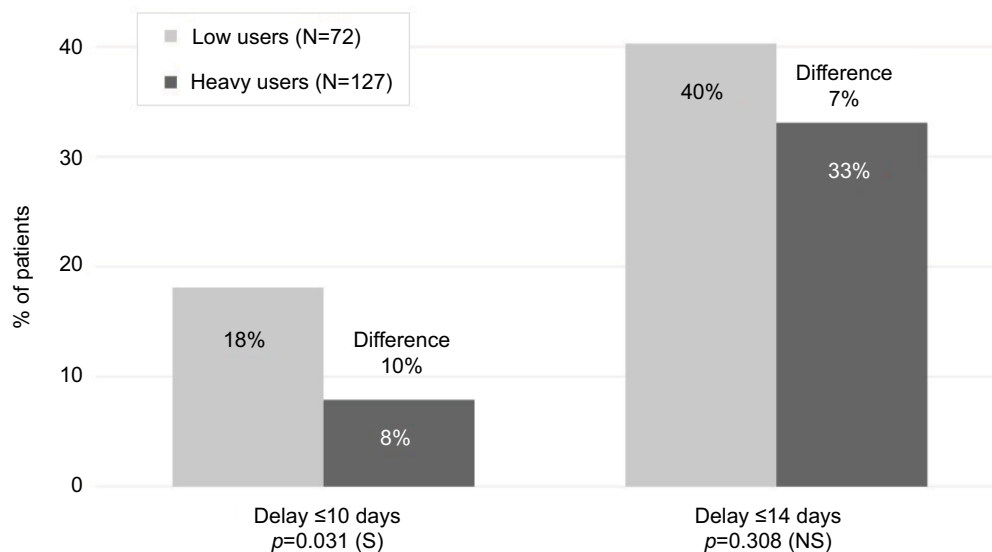 Low users (N=72)
Heavy users (N=127)
% of patients
40
30
20
10
0
18%
Difference
10%
8%
40%
Difference
7%
33%
Delay ≤10 days
p=0.031 (S)
Delay ≤14 days
p=0.308 (NS)